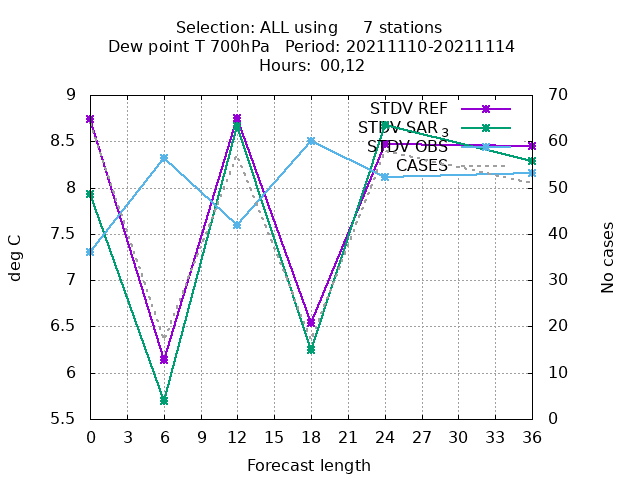 Selection: ALL using     7 stations
Dew point T 700hPa   Period: 20211110-20211114
Hours:  00,12
STDV REF
STDV SAR 3
STDV OBS
CASES
9
8.5
8
7.5
7
6.5
6
5.5
deg C
70
60
50
40
30
20
10
0
No cases
0 3 6 9 12 15 18 21 24 27 30 33 36
Forecast length